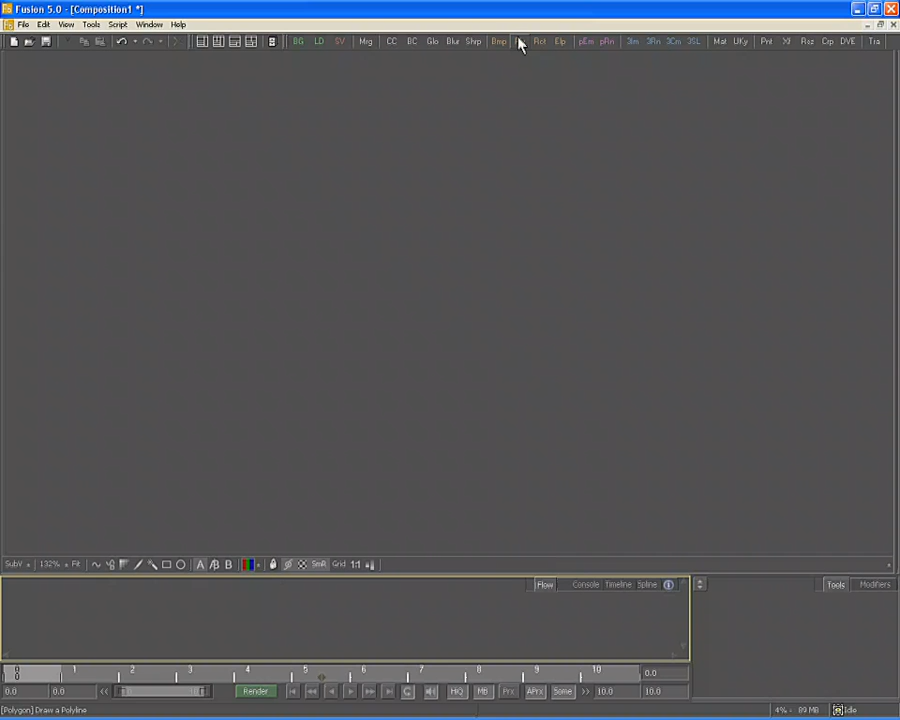 Fusion 5.0 - [Composition1 *]
File Edit View Tools Script Window Help
BG LD SV Mrg CC BC Glo Blur Shrp Bmp Rot Elp pEm pRn 3Im 3Rn 3Cm 3SL Mat UKy Pnt Rsz Crp DVE Tra
SubV 132% Fit A B SmR Grid 1:1
Flow Console Timeline Spline Tools Modifiers
0 1 2 3 4 5 6 7 8 9 10 0.0
0
0.0 0.0 Render HiQ MB Prx APrx Some 10.0 10.0
[Polygon] Draw a Polyline 4% - 89 MB Idle